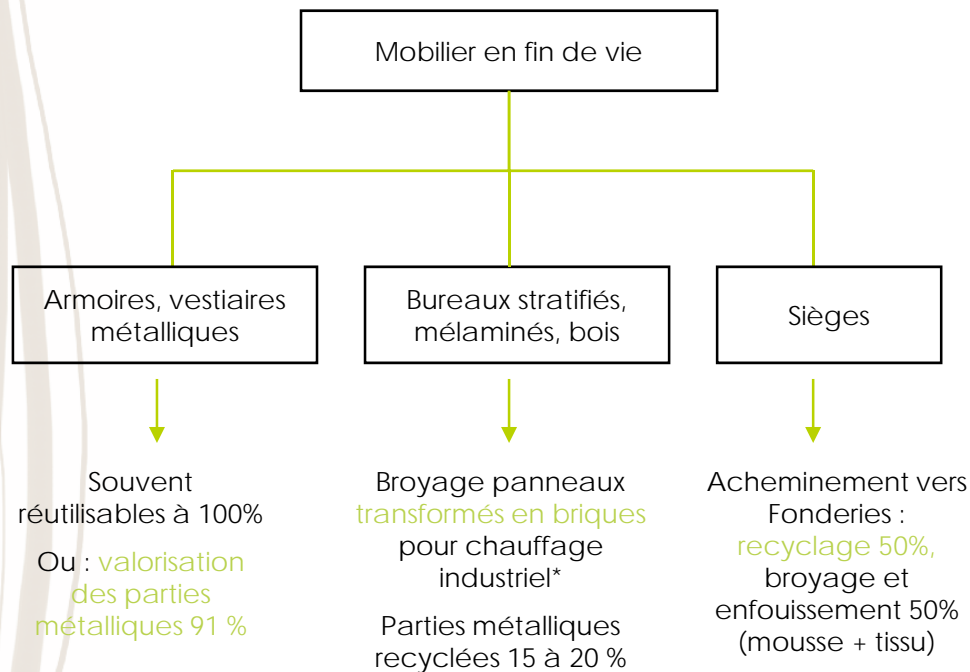 Mobilier en fin de vie
Armoires, vestiaires
métalliques
Bureaux stratifiés,
mélaminés, bois
Sièges
Souvent
réutilisables à 100%
Ou : valorisation
des parties
métalliques 91 %
Broyage panneaux
transformés en briques
pour chauffage
industriel*
Parties métalliques
recyclées 15 à 20 %
Acheminement vers
Fonderies :
recyclage 50%,
broyage et
enfouissement 50%
(mousse + tissu)